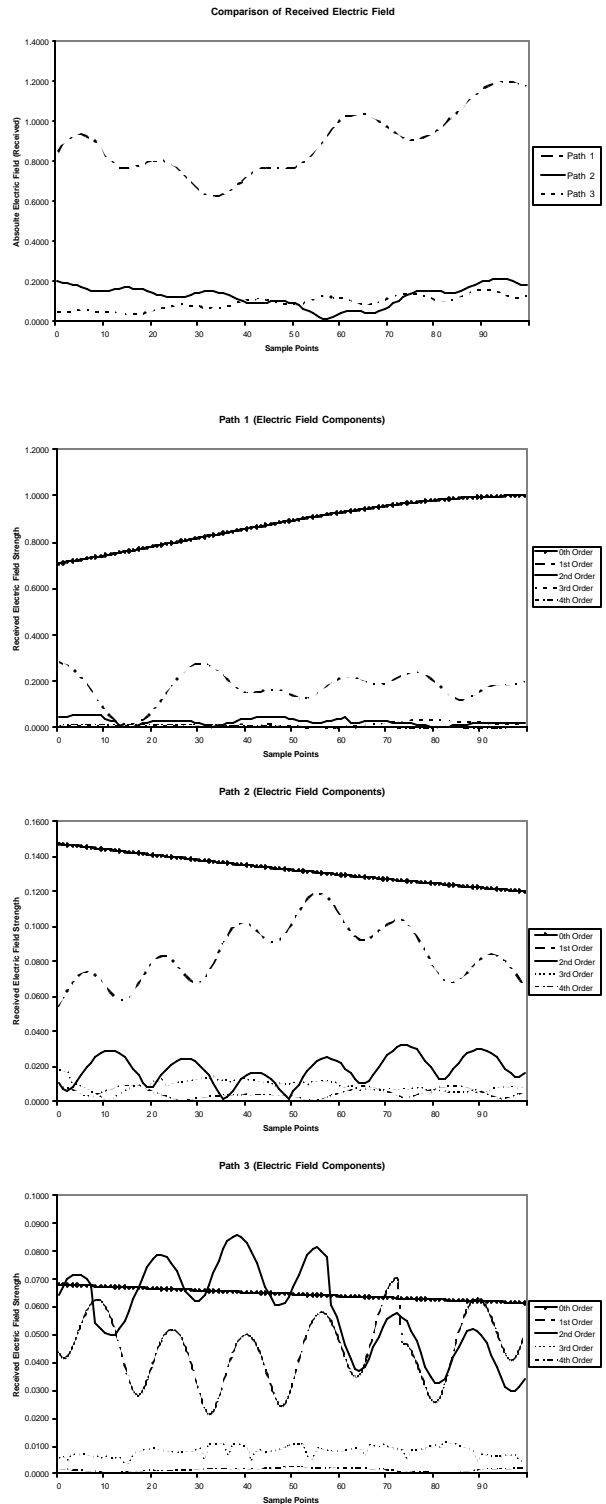 Comparison of Received Electric Field
Absoulte Electric Field (Received)
1.4000
1.2000
1.0000
0.8000
0.6000
0.4000
0.2000
0.0000
0 10 20 30 40 50 60 70 80 90
Sample Points
Path 1
Path 2
Path 3
Path 1 (Electric Field Components)
Received Electric Field Strength
1.2000
1.0000
0.8000
0.6000
0.4000
0.2000
0.0000
0 10 20 30 40 50 60 70 80 90
Sample Points
0th Order
1st Order
2nd Order
3rd Order
4th Order
Path 2 (Electric Field Components)
Received Electric Field Strength
0.1600
0.1400
0.1200
0.1000
0.0800
0.0600
0.0400
0.0200
0.0000
0 10 20 30 40 50 60 70 80 90
Sample Points
0th Order
1st Order
2nd Order
3rd Order
4th Order
Path 3 (Electric Field Components)
Received Electric Field Strength
0.1000
0.0900
0.0800
0.0700
0.0600
0.0500
0.0400
0.0300
0.0200
0.0100
0.0000
0 10 20 30 40 50 60 70 80 90
Sample Points
0th Order
1st Order
2nd Order
3rd Order
4th Order